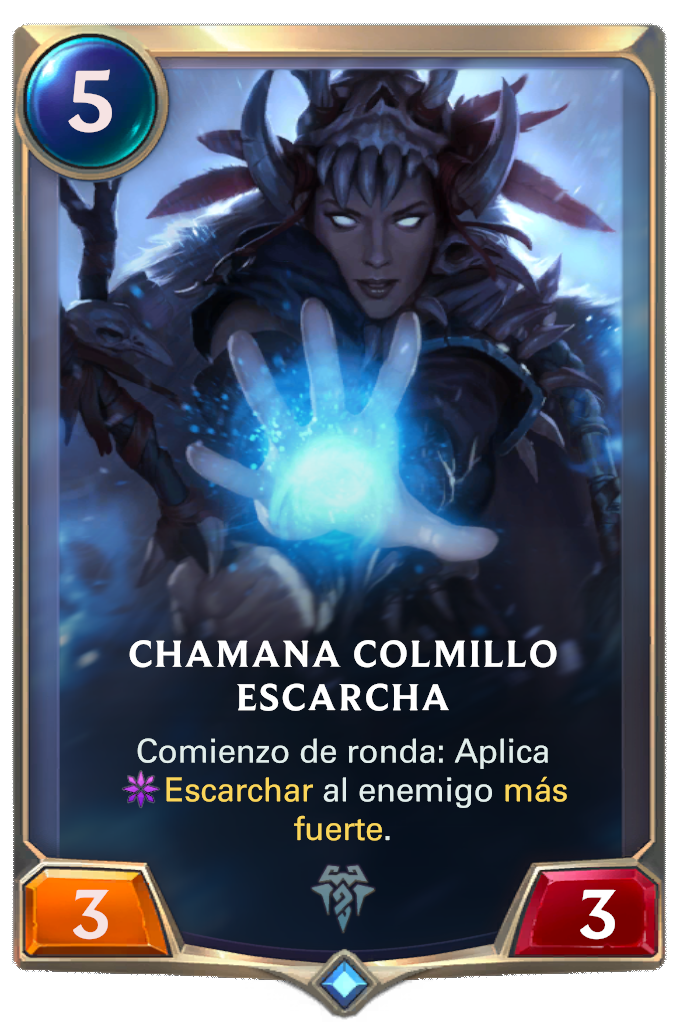 5
CHAMANA COLMILLO
ESCARCHA
Comienzo de ronda: Aplica
Escarchar al enemigo más
fuerte.
3
3